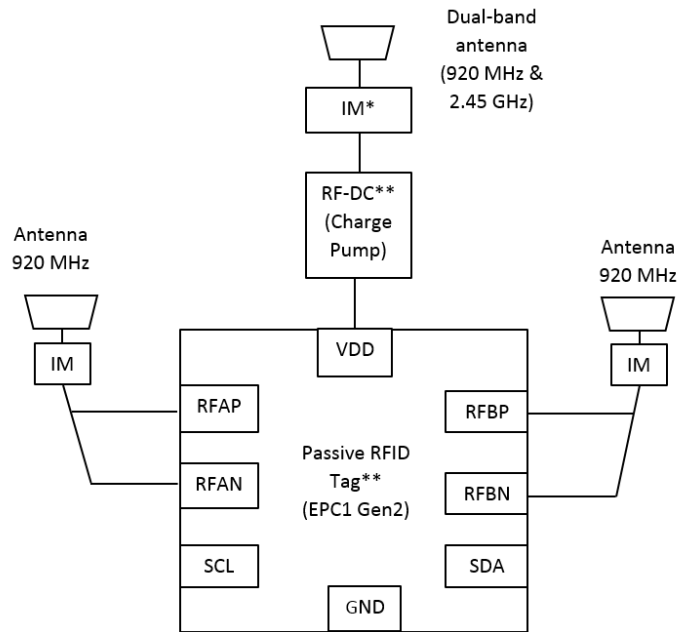 Dual-band
antenna
(920 MHz &
2.45 GHz)
IM*
RF-DC**
(Charge
Pump)
Antenna
920 MHz
Antenna
920 MHz
IM
IM
VDD
RFAP
RFBP
Passive RFID
Tag**
(EPC1 Gen2)
RFAN
RFBN
SCL
SDA
GND